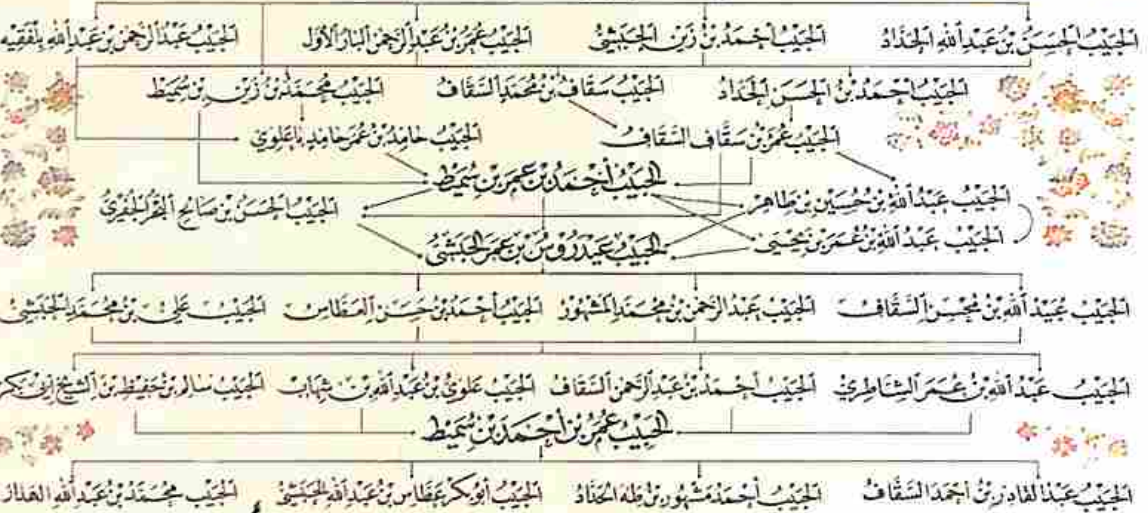 الحبيب الحسن بن عبد الله الحداد الحبيب أحمد بن زين الحبشي الحبيب عمر بن عبد الرحمن البار الأول الحبيب عبد الرحمن بن عبد الله بلفقيه
الحبيب أحمد بن الحسن الحداد الحبيب سقاف بن محمد السقاف الحبيب محمد بن زين بن سميط
الحبيب عمر بن سقاف السقاف الحبيب حامد بن عمر حامد باعلوي
الحبيب أحمد بن عمر بن سميط
الحبيب عبد الله بن حسين بن طاهر الحبيب الحسن بن صالح البحر الجفري
الحبيب عبد الله بن عمر بن يحيى الحبيب عيدروس بن عمر الحبشي
الحبيب عبيد الله بن محسن السقاف الحبيب عبد الرحمن بن محمد المشهور الحبيب أحمد بن حسن العطاس الحبيب علي بن محمد الحبشي
الحبيب عبد الله بن عمر الشاطري الحبيب أحمد بن عبد الرحمن السقاف الحبيب علوي بن عبد الله بن شهاب الحبيب سالم بن حفيظ بن الشيخ أبي بكر
الحبيب عمر بن أحمد بن سميط
الحبيب عبد القادر بن أحمد السقاف الحبيب أحمد مشهور بن طه الحداد الحبيب أبو بكر عطاس بن عبد الله الحبشي الحبيب محمد بن عبد الله الهدار